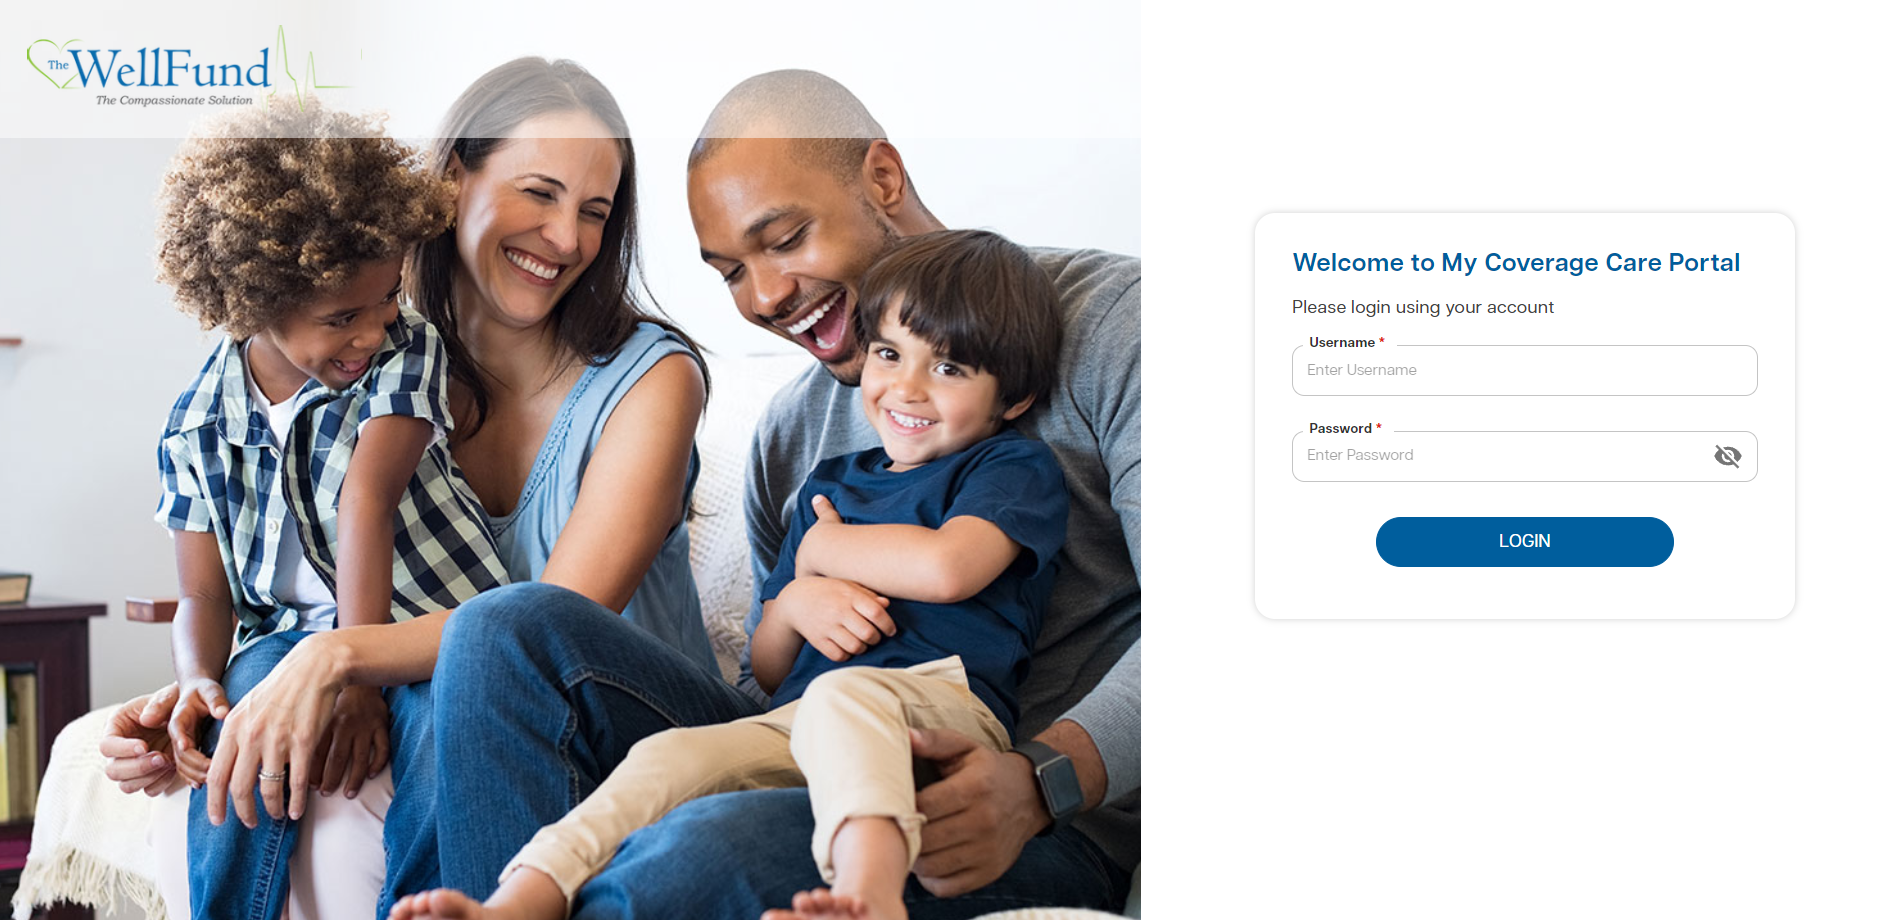 The WellFund
The Compassionate Solution
Welcome to My Coverage Care Portal
Please login using your account
Username *
Enter Username
Password *
Enter Password
LOGIN